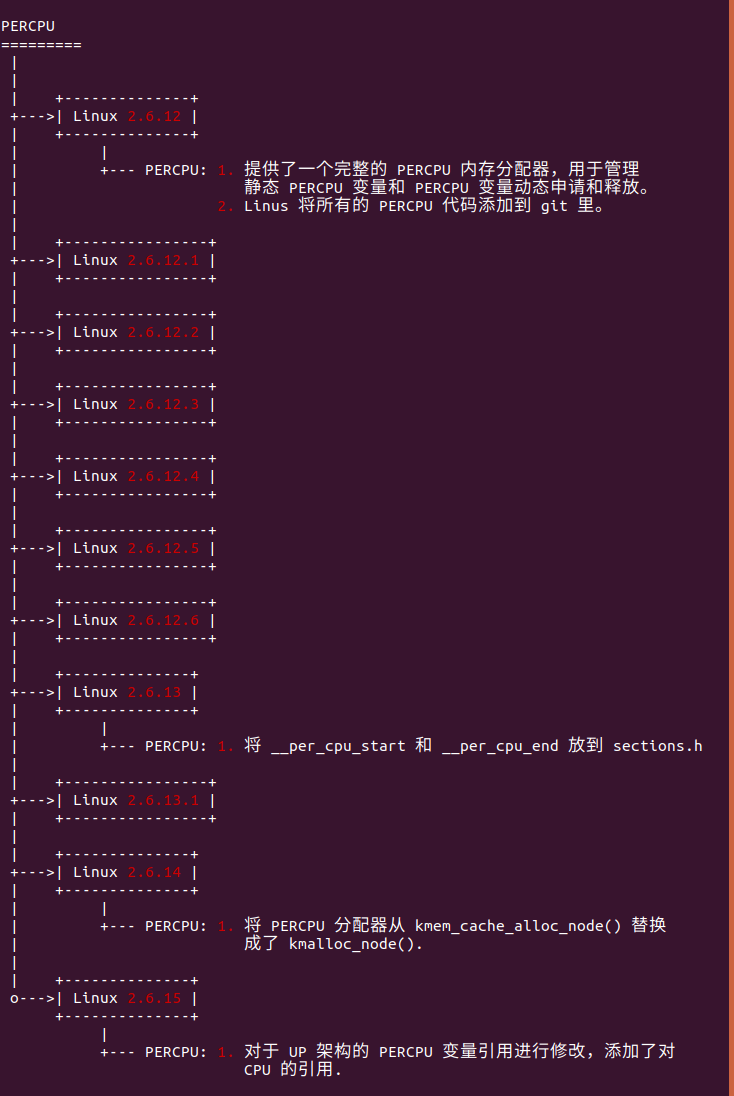 PERCPU
=========
 |
 |
 |    +--------------+
 +--->| Linux 2.6.12 |
 |    +--------------+
 |         |
 |         +--- PERCPU: 1. 提供了一个完整的 PERCPU 内存分配器，用于管理
 |                         静态 PERCPU 变量和 PERCPU 变量动态申请和释放。
 |                      2. Linus 将所有的 PERCPU 代码添加到 git 里。
 |
 |    +----------------+
 +--->| Linux 2.6.12.1 |
 |    +----------------+
 |
 |    +----------------+
 +--->| Linux 2.6.12.2 |
 |    +----------------+
 |
 |    +----------------+
 +--->| Linux 2.6.12.3 |
 |    +----------------+
 |
 |    +----------------+
 +--->| Linux 2.6.12.4 |
 |    +----------------+
 |
 |    +----------------+
 +--->| Linux 2.6.12.5 |
 |    +----------------+
 |
 |    +----------------+
 +--->| Linux 2.6.12.6 |
 |    +----------------+
 |
 |    +--------------+
 +--->| Linux 2.6.13 |
 |    +--------------+
 |         |
 |         +--- PERCPU: 1. 将 __per_cpu_start 和 __per_cpu_end 放到 sections.h
 |
 |    +----------------+
 +--->| Linux 2.6.13.1 |
 |    +----------------+
 |
 |    +--------------+
 +--->| Linux 2.6.14 |
 |    +--------------+
 |         |
 |         +--- PERCPU: 1. 将 PERCPU 分配器从 kmem_cache_alloc_node() 替换
 |                         成了 kmalloc_node().
 |
 |    +--------------+
 o--->| Linux 2.6.15 |
      +--------------+
           |
           +--- PERCPU: 1. 对于 UP 架构的 PERCPU 变量引用进行修改，添加了对
                           CPU 的引用.